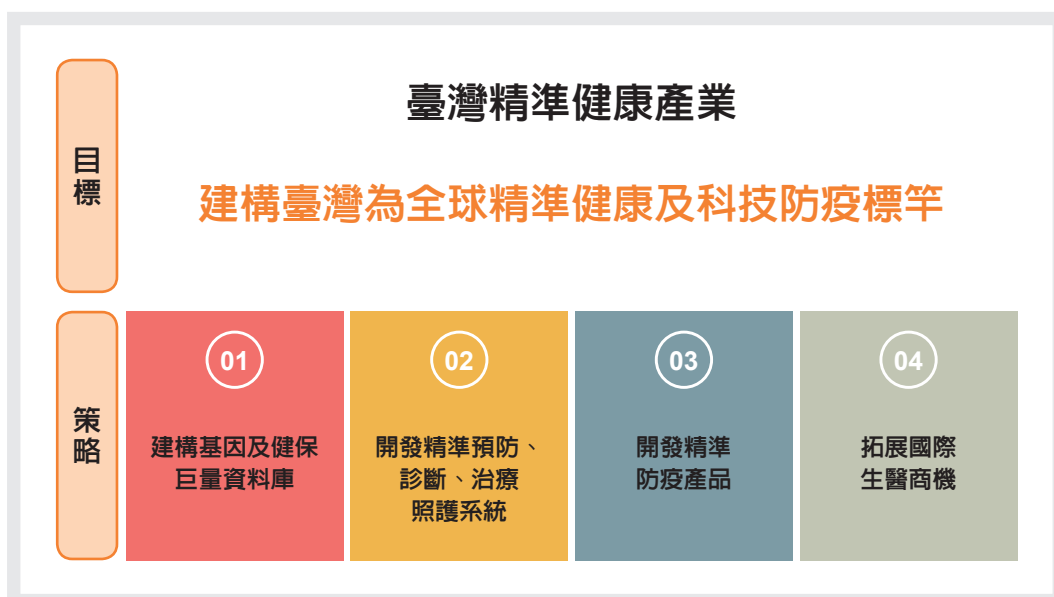 目標
臺灣精準健康產業
建構臺灣為全球精準健康及科技防疫標竿
策略
01
建構基因及健保
巨量資料庫
02
開發精準預防、
診斷、治療
照護系統
03
開發精準
防疫產品
04
拓展國際
生醫商機